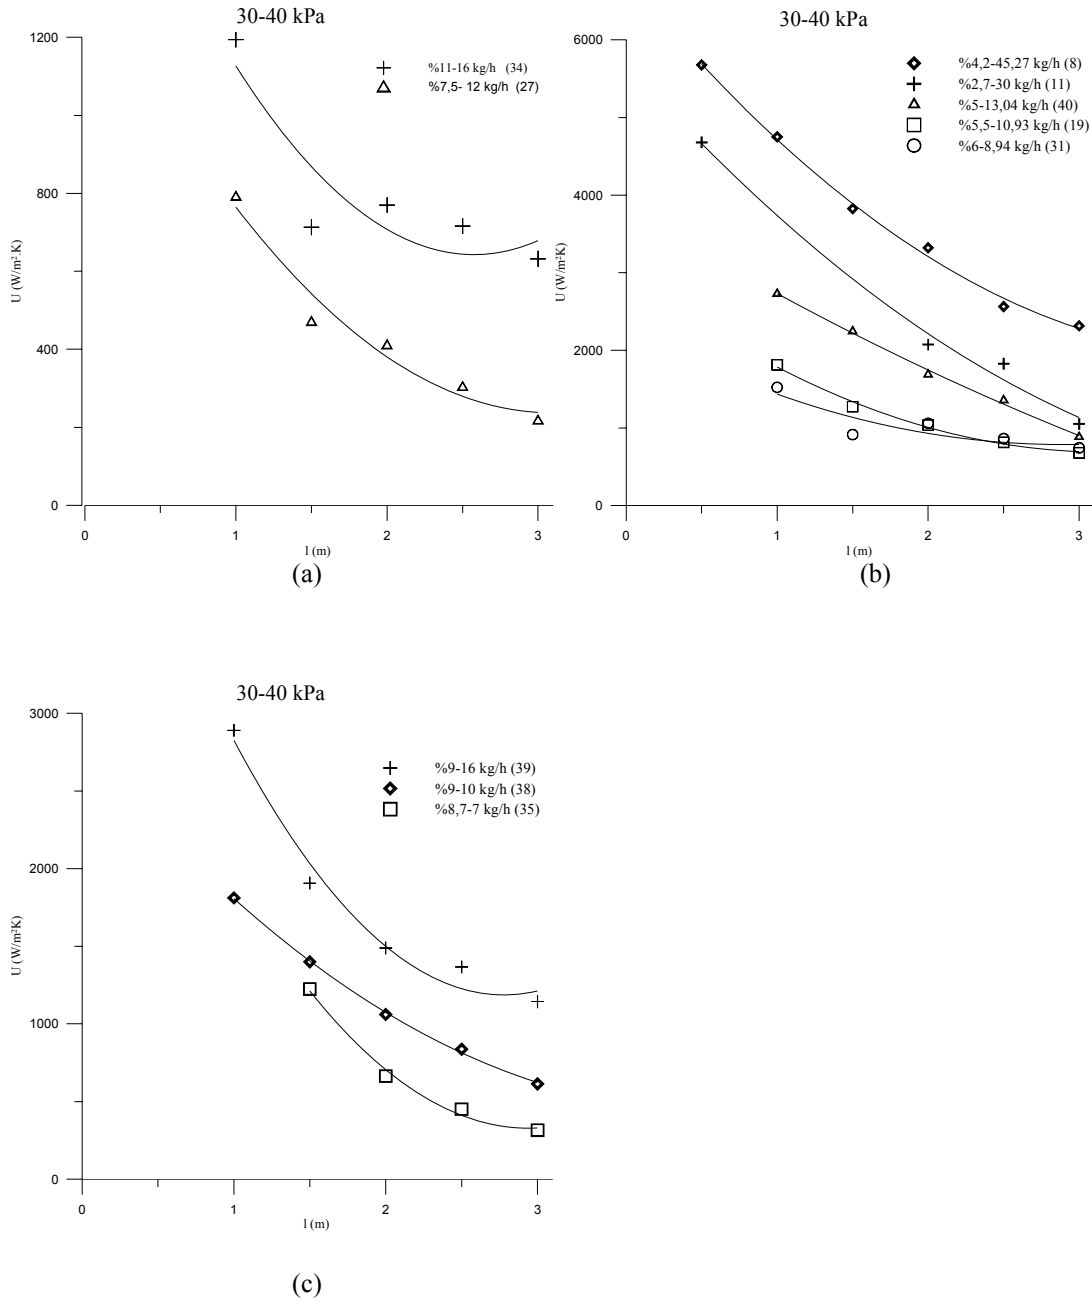 30-40 kPa
1200
800
400
0
U (W/m².K)
%11-16 kg/h (34)
%7,5- 12 kg/h (27)
0
1
2
3
l (m)
(a)
30-40 kPa
6000
4000
2000
0
U (W/m²K)
%4,2-45,27 kg/h (8)
%2,7-30 kg/h (11)
%5-13,04 kg/h (40)
%5,5-10,93 kg/h (19)
%6-8,94 kg/h (31)
0
1
2
3
l (m)
(b)
30-40 kPa
3000
2000
1000
0
U (W/m²K)
%9-16 kg/h (39)
%9-10 kg/h (38)
%8,7-7 kg/h (35)
0
1
2
3
l (m)
(c)